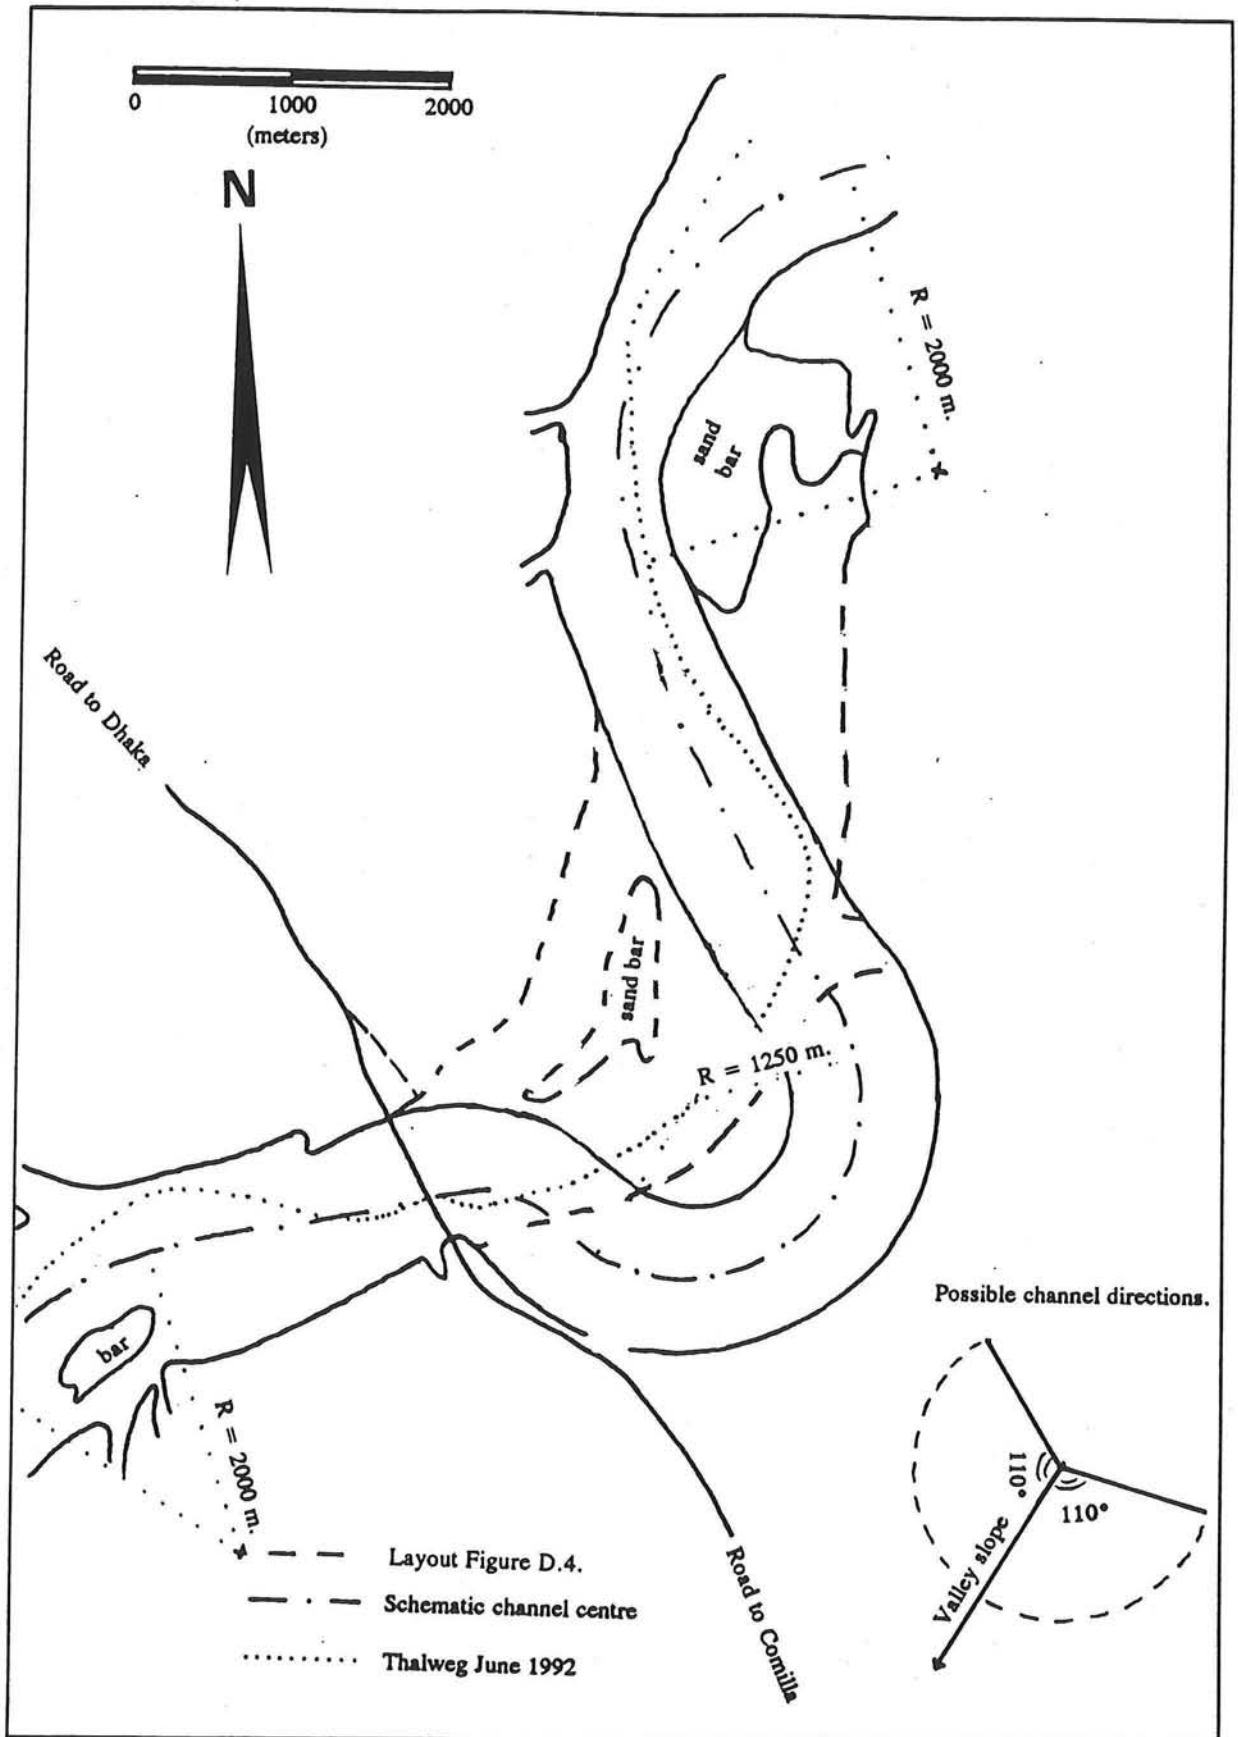 0 1000 2000
(meters)
N
R = 2000 m.
sand
bar
Road to Dhaka
sand bar
R = 1250 m.
Possible channel directions.
bar
110°
110°
Valley slope
R = 2000 m.
Layout Figure D.4.
Schematic channel centre
Thalweg June 1992
Road to Comilla